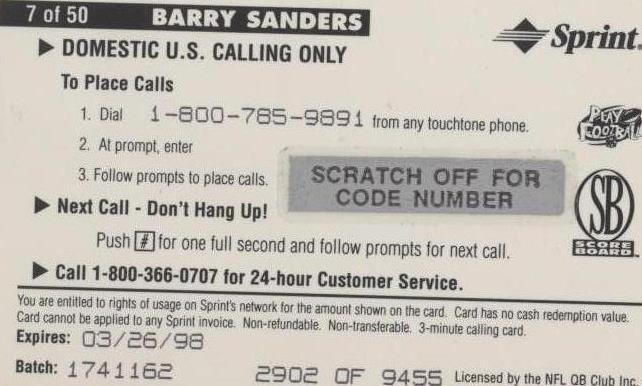 7 of 50 BARRY SANDERS
Sprint.
▶ DOMESTIC U.S. CALLING ONLY
To Place Calls
1. Dial 1-800-785-9891 from any touchtone phone.
PLAY FOOTBALL
2. At prompt, enter
3. Follow prompts to place calls.
SCRATCH OFF FOR
CODE NUMBER
SB
SCORE
BOARD
▶ Next Call - Don't Hang Up!
Push # for one full second and follow prompts for next call.
▶ Call 1-800-366-0707 for 24-hour Customer Service.
You are entitled to rights of usage on Sprint's network for the amount shown on the card. Card has no cash redemption value.
Card cannot be applied to any Sprint invoice. Non-refundable. Non-transferable. 3-minute calling card.
Expires: 03/26/98
Batch: 1741162 2902 OF 9455 Licensed by the NFL QB Club Inc.